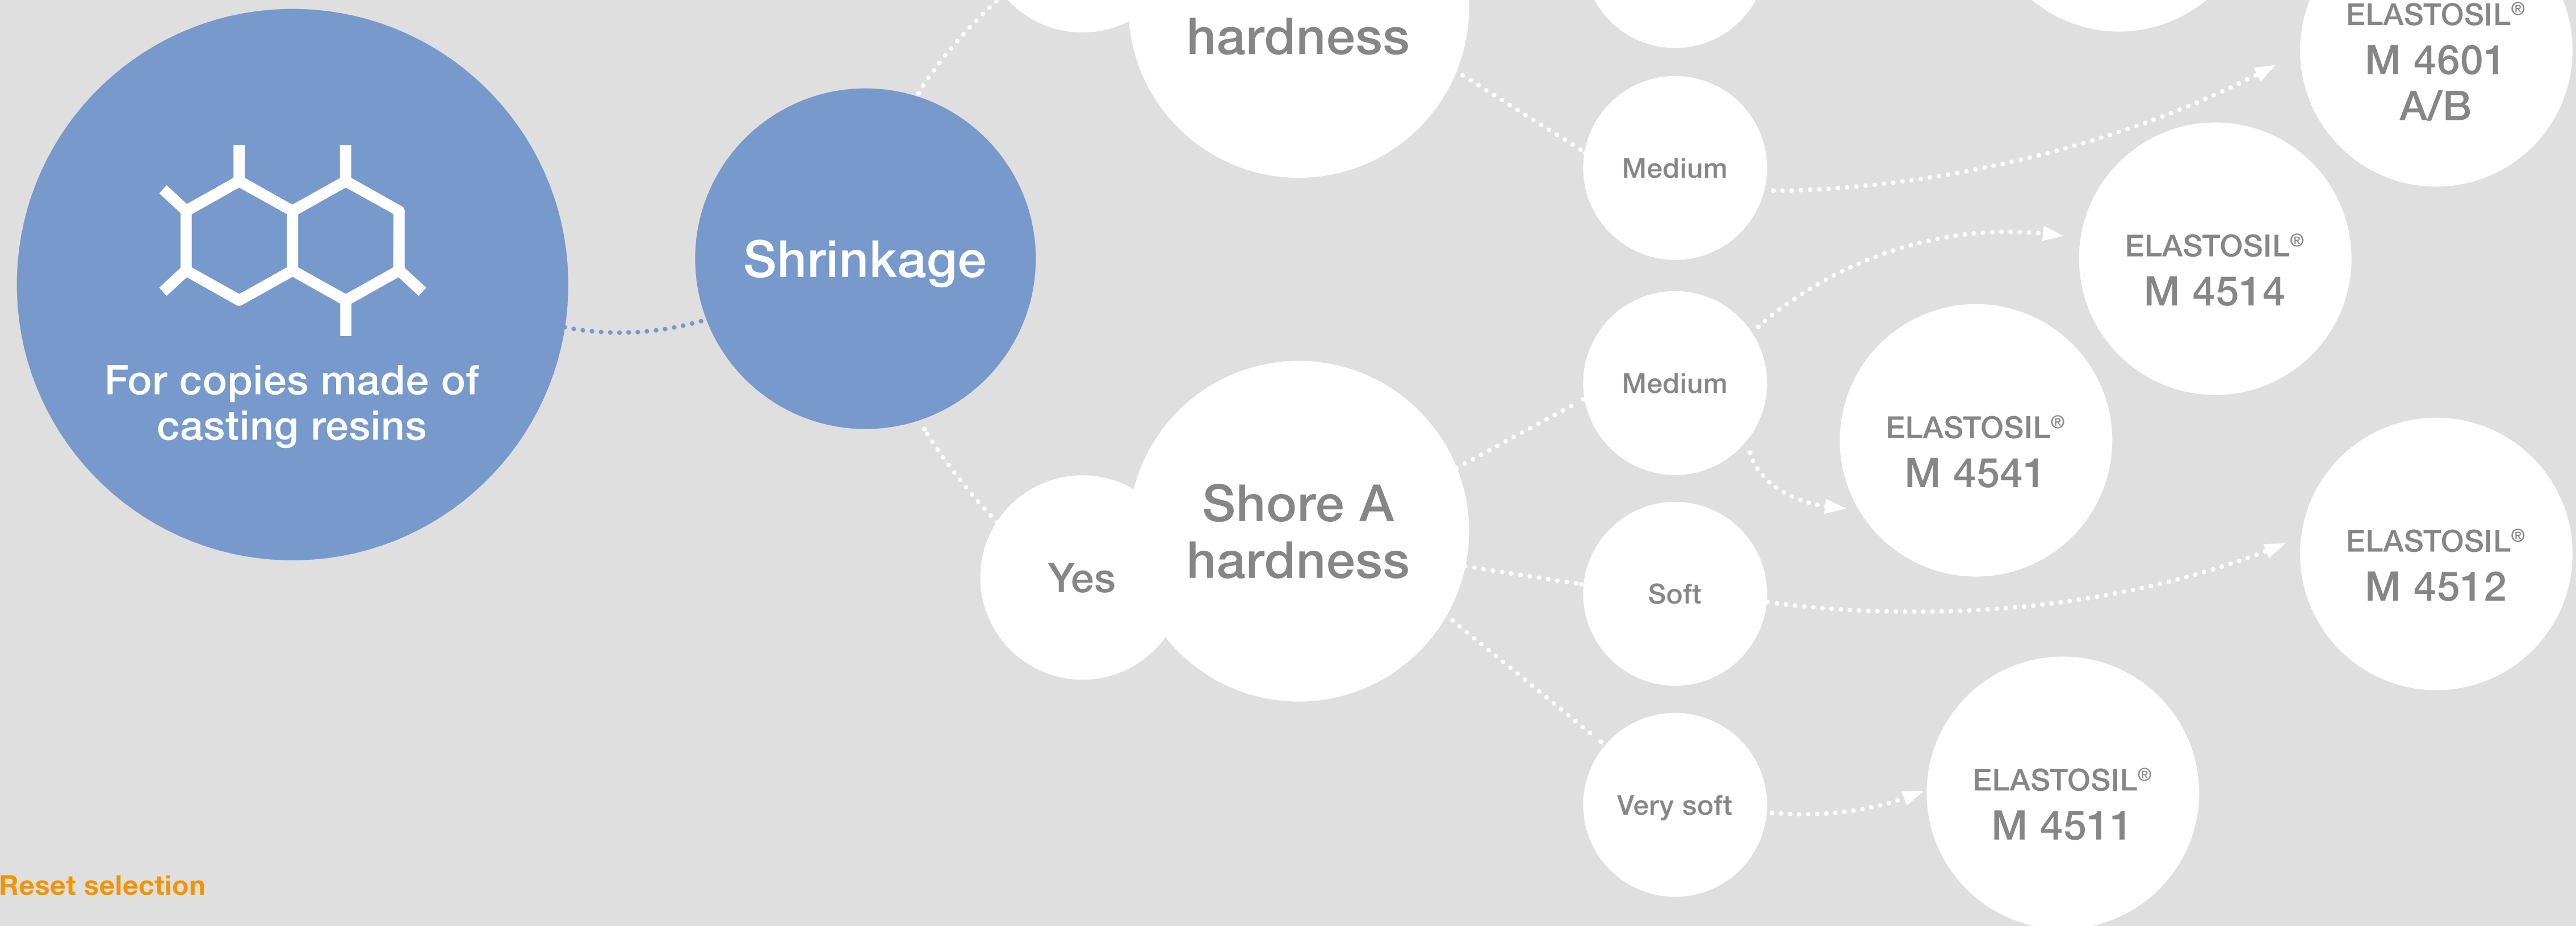 hardness
ELASTOSIL®
M 4601
A/B
Medium
Shrinkage
ELASTOSIL®
M 4514
For copies made of
casting resins
Medium
ELASTOSIL®
M 4541
Shore A
hardness
Yes
Soft
ELASTOSIL®
M 4512
Very soft
ELASTOSIL®
M 4511
Reset selection